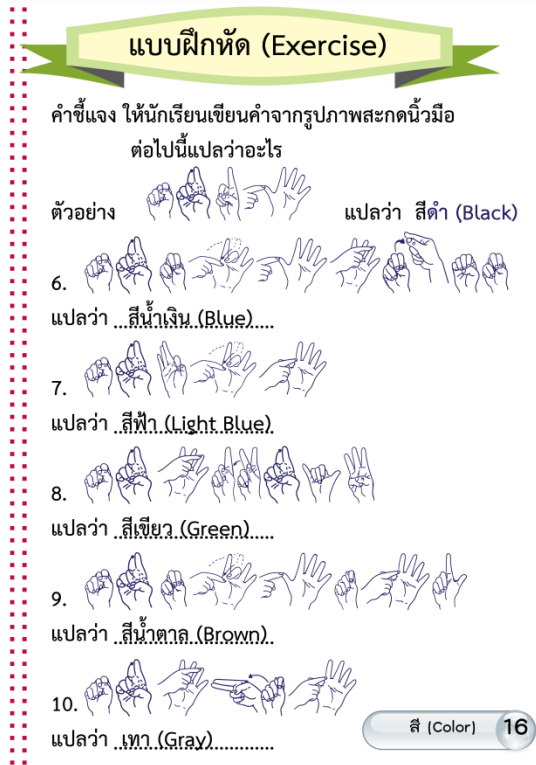 แบบฝึกหัด (Exercise)
คำชี้แจง ให้นักเรียนเขียนคำจากรูปภาพสะกดนิ้วมือ
ต่อไปนี้แปลว่าอะไร
ตัวอย่าง แปลว่า สีดำ (Black)
6.
แปลว่า ...สีน้ำเงิน (Blue)....
7.
แปลว่า ..สีฟ้า (Light Blue)
8.
แปลว่า ..สีเขียว (Green)....
9.
แปลว่า ..สีน้ำตาล (Brown)..
10.
แปลว่า ..เทา (Gray)............
สี (Color) 16